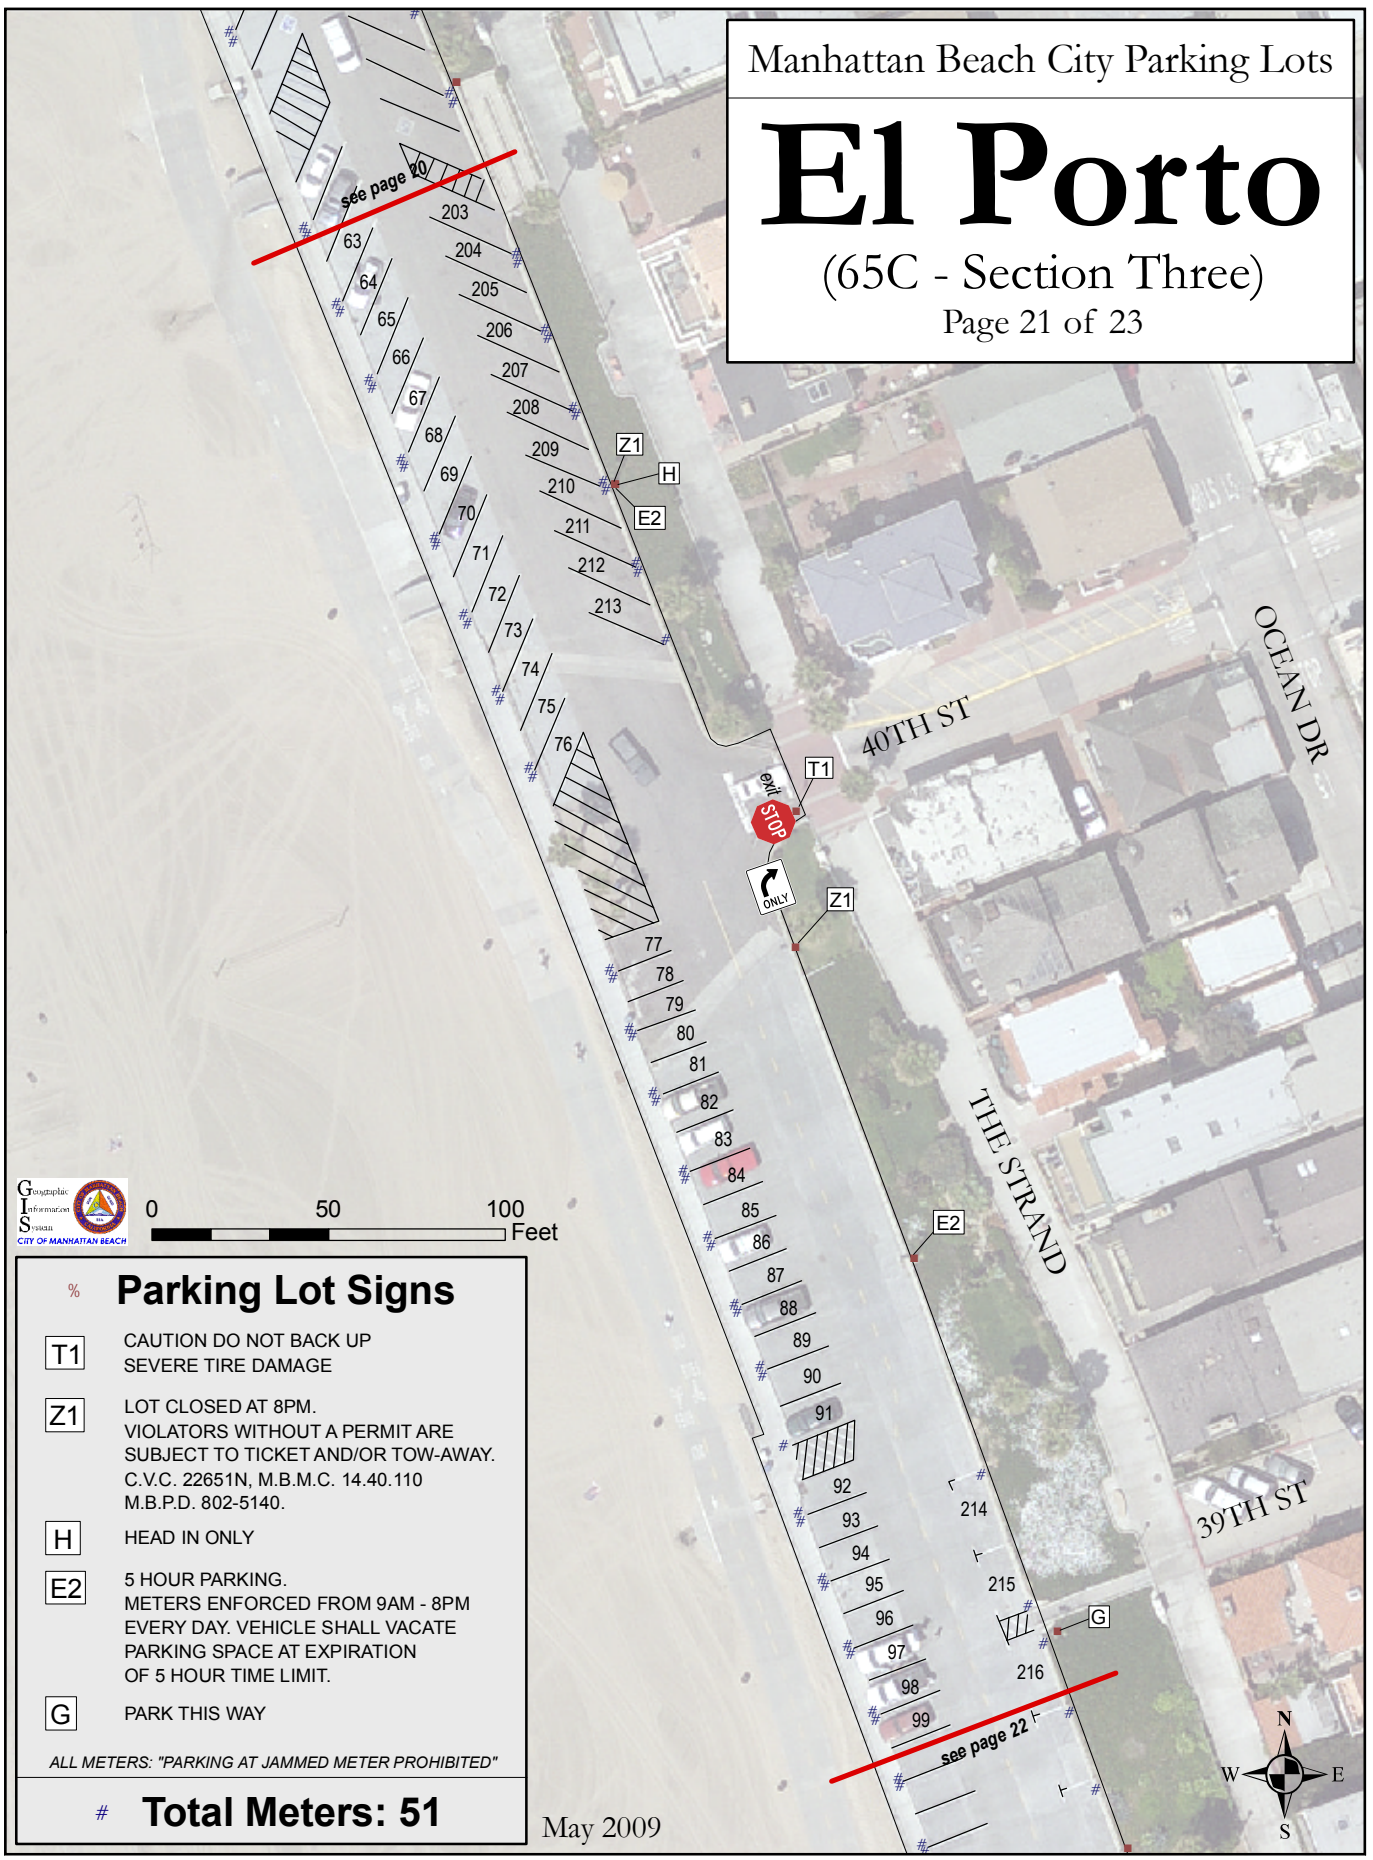 Manhattan Beach City Parking Lots
El Porto
(65C - Section Three)
Page 21 of 23
see page 20
203
63
204
64
205
65
206
66
207
67
208
68
209
Z1
69
H
210
E2
70
211
71
212
72
213
73
74
75
76
OCEAN DR
40TH ST
T1
exit
STOP
ONLY
Z1
77
78
79
80
81
82
83
84
85
86
87
88
89
90
91
92
93
94
95
96
97
98
99
THE STRAND
E2
214
215
39TH ST
G
216
see page 22
Geographic
Information
System
CITY OF MANHATTAN BEACH
0 50 100
Feet
% Parking Lot Signs
T1 CAUTION DO NOT BACK UP
SEVERE TIRE DAMAGE
Z1 LOT CLOSED AT 8PM.
VIOLATORS WITHOUT A PERMIT ARE
SUBJECT TO TICKET AND/OR TOW-AWAY.
C.V.C. 22651N, M.B.M.C. 14.40.110
M.B.P.D. 802-5140.
H HEAD IN ONLY
E2 5 HOUR PARKING.
METERS ENFORCED FROM 9AM - 8PM
EVERY DAY. VEHICLE SHALL VACATE
PARKING SPACE AT EXPIRATION
OF 5 HOUR TIME LIMIT.
G PARK THIS WAY
ALL METERS: "PARKING AT JAMMED METER PROHIBITED"
# Total Meters: 51
May 2009
N
W E
S